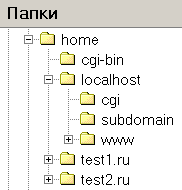 Папки
home
cgi-bin
localhost
cgi
subdomain
www
test1.ru
test2.ru